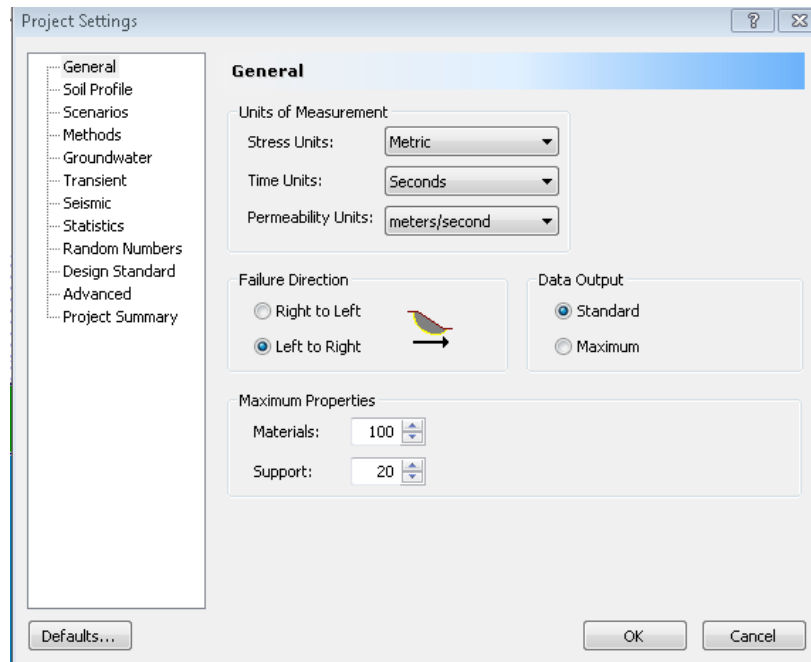 Project Settings
General
Soil Profile
Scenarios
Methods
Groundwater
Transient
Seismic
Statistics
Random Numbers
Design Standard
Advanced
Project Summary
General
Units of Measurement
Stress Units: Metric
Time Units: Seconds
Permeability Units: meters/second
Failure Direction
Right to Left
Left to Right
Data Output
Standard
Maximum
Maximum Properties
Materials: 100
Support: 20
Defaults... OK Cancel